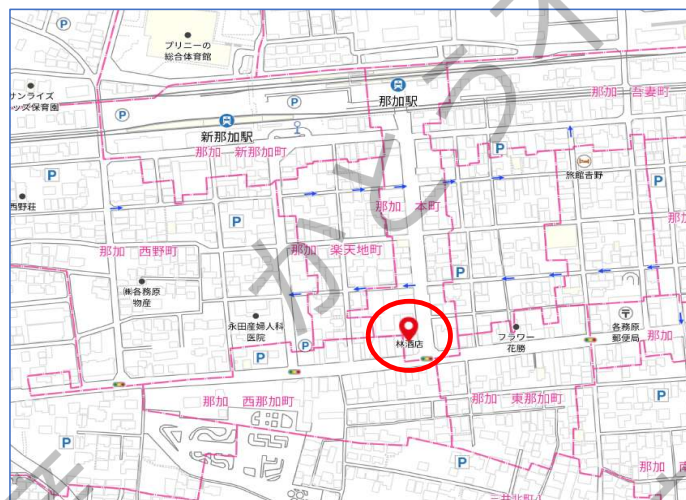 プリニーの
総合体育館
サンライズ
ッズ保育園
那加駅
那加 吾妻町
新那加駅
那加 新那加町
旅館吉野
西野荘
那加 本町
那加 西野町
那加 楽天地町
㈱各務原
物産
永田産婦人科
医院
林酒店
フラワー
花勝
各務原
郵便局
那加
那加 西那加町
那加 東那加町
那加
P
P
P
P
P
P
P
P
P
P
P
P